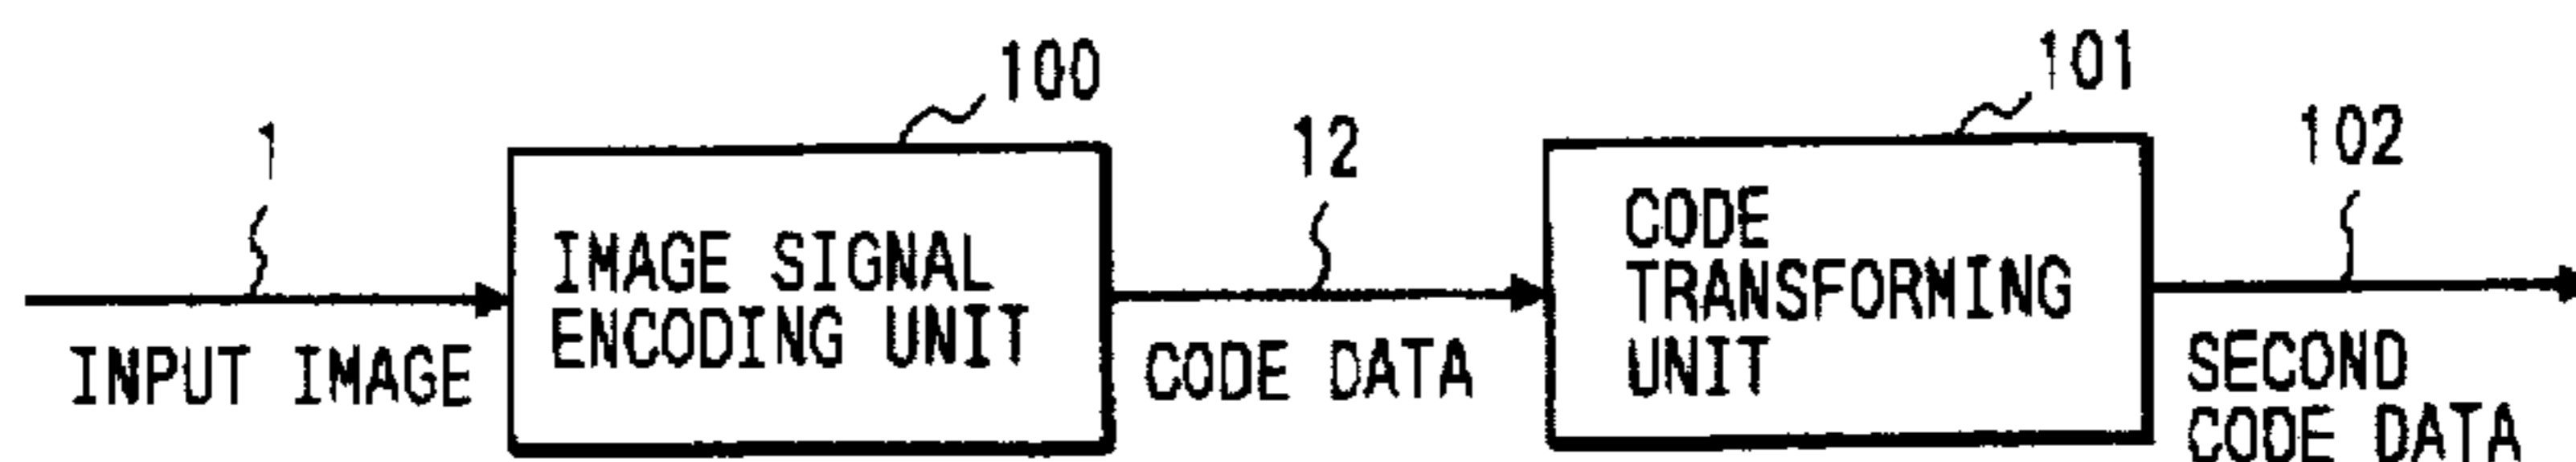 1
INPUT IMAGE
100
IMAGE SIGNAL
ENCODING UNIT
12
CODE DATA
101
CODE
TRANSFORMING
UNIT
102
SECOND
CODE DATA